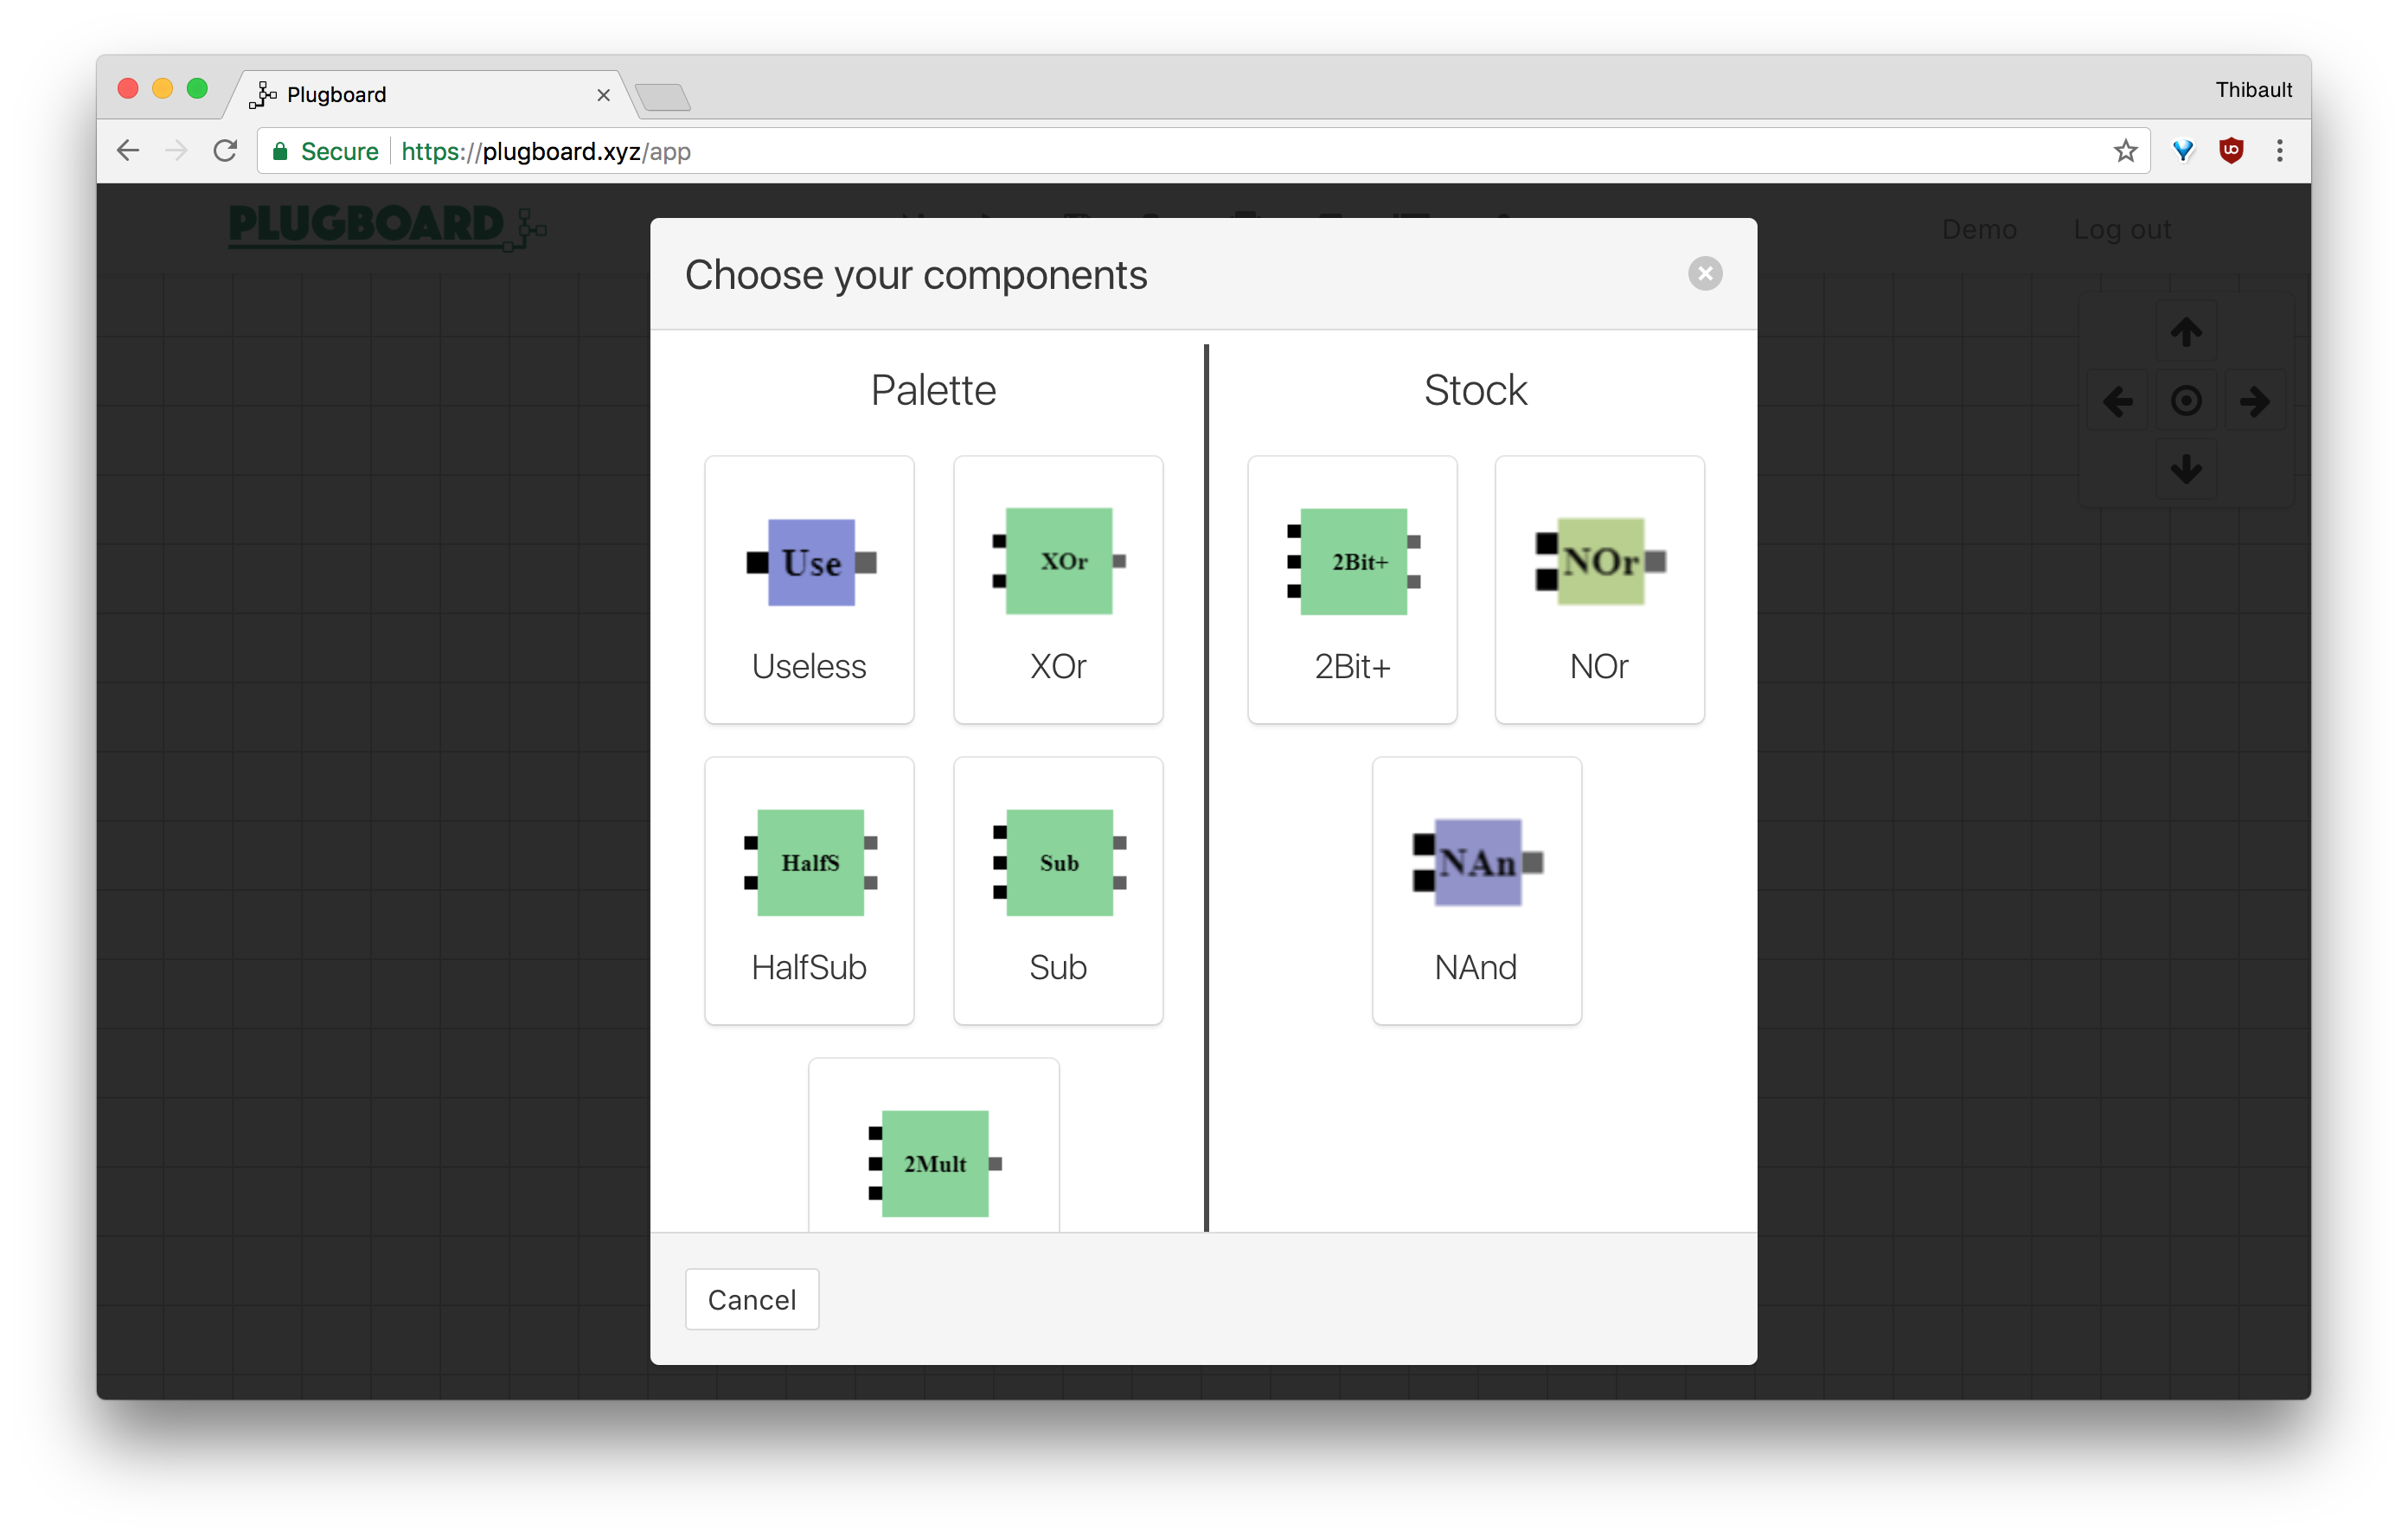 Plugboard
Thibault
Secure https://plugboard.xyz/app
PLUGBOARD
Demo
Log out
Choose your components
Palette
Stock
Use
XOr
2Bit+
NOr
Useless
XOr
2Bit+
NOr
HalfS
Sub
NAn
HalfSub
Sub
NAnd
2Mult
Cancel